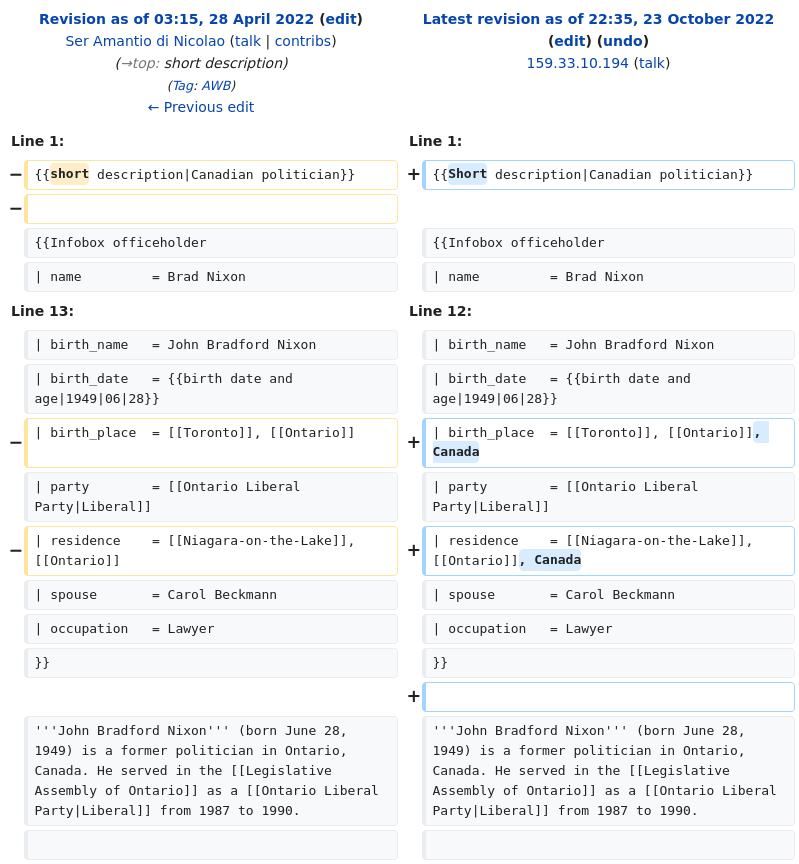 Revision as of 03:15, 28 April 2022 (edit)
Ser Amantio di Nicolao (talk | contribs)
(→top: short description)
(Tag: AWB)
← Previous edit
Latest revision as of 22:35, 23 October 2022
(edit) (undo)
159.33.10.194 (talk)
Line 1:
Line 1:
− {{short description|Canadian politician}}
+ {{Short description|Canadian politician}}
−
{{Infobox officeholder
{{Infobox officeholder
| name         = Brad Nixon
| name         = Brad Nixon
Line 13:
Line 12:
| birth_name   = John Bradford Nixon
| birth_name   = John Bradford Nixon
| birth_date   = {{birth date and
age|1949|06|28}}
| birth_date   = {{birth date and
age|1949|06|28}}
− | birth_place  = [[Toronto]], [[Ontario]]
+ | birth_place  = [[Toronto]], [[Ontario]],
Canada
| party        = [[Ontario Liberal
Party|Liberal]]
| party        = [[Ontario Liberal
Party|Liberal]]
− | residence    = [[Niagara-on-the-Lake]],
[[Ontario]]
+ | residence    = [[Niagara-on-the-Lake]],
[[Ontario]], Canada
| spouse       = Carol Beckmann
| spouse       = Carol Beckmann
| occupation   = Lawyer
| occupation   = Lawyer
}}
}}
+
'''John Bradford Nixon''' (born June 28,
1949) is a former politician in Ontario,
Canada. He served in the [[Legislative
Assembly of Ontario]] as a [[Ontario Liberal
Party|Liberal]] from 1987 to 1990.
'''John Bradford Nixon''' (born June 28,
1949) is a former politician in Ontario,
Canada. He served in the [[Legislative
Assembly of Ontario]] as a [[Ontario Liberal
Party|Liberal]] from 1987 to 1990.